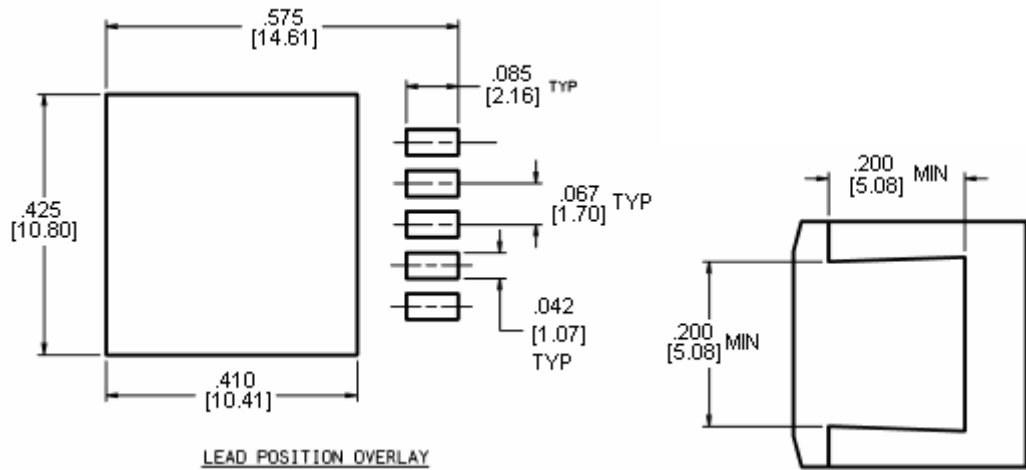 .575
[14.61]
.085
[2.16] TYP
.425
[10.80]
.067
[1.70] TYP
.042
[1.07]
TYP
.410
[10.41]
LEAD POSITION OVERLAY
.200
[5.08] MIN
.200
[5.08] MIN